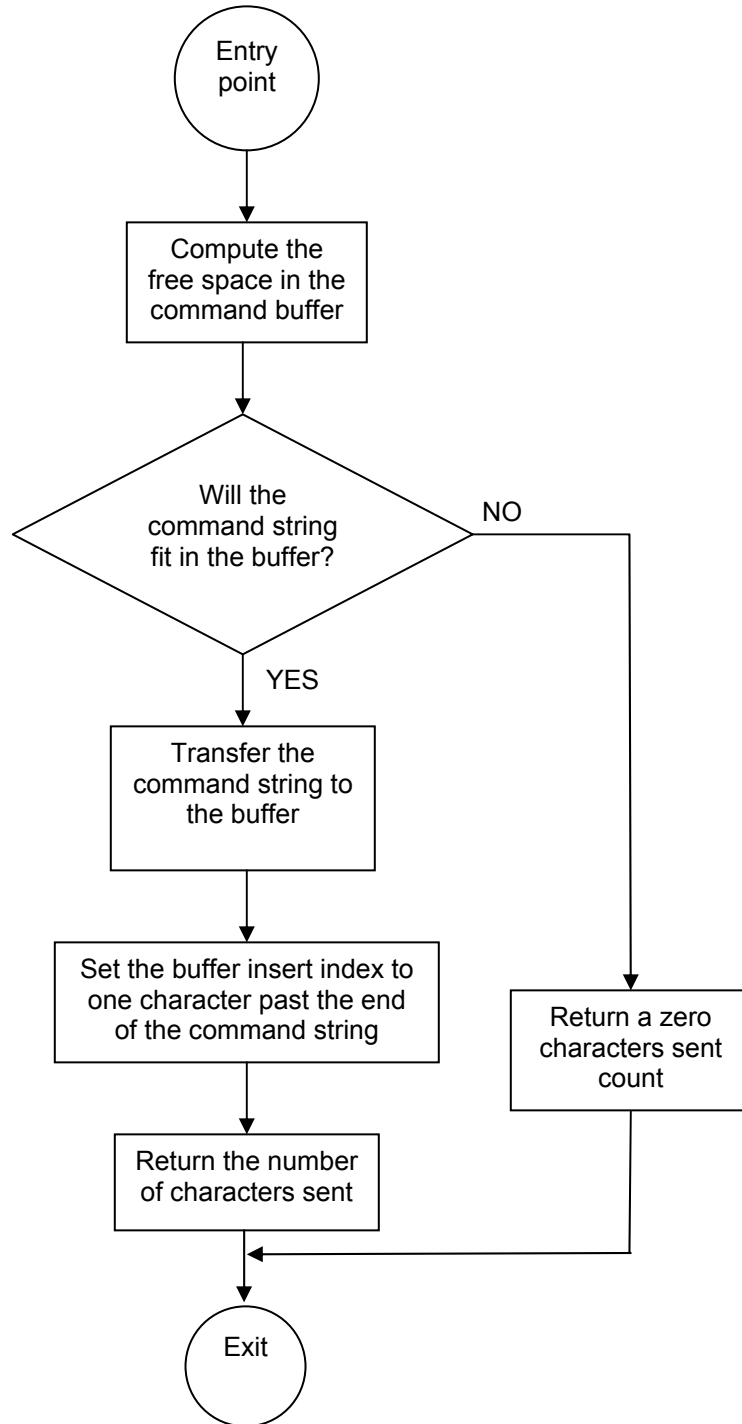 Entry
point
Compute the
free space in the
command buffer
Will the
command string
fit in the buffer?
NO
YES
Transfer the
command string to
the buffer
Set the buffer insert index to
one character past the end
of the command string
Return a zero
characters sent
count
Return the number
of characters sent
Exit